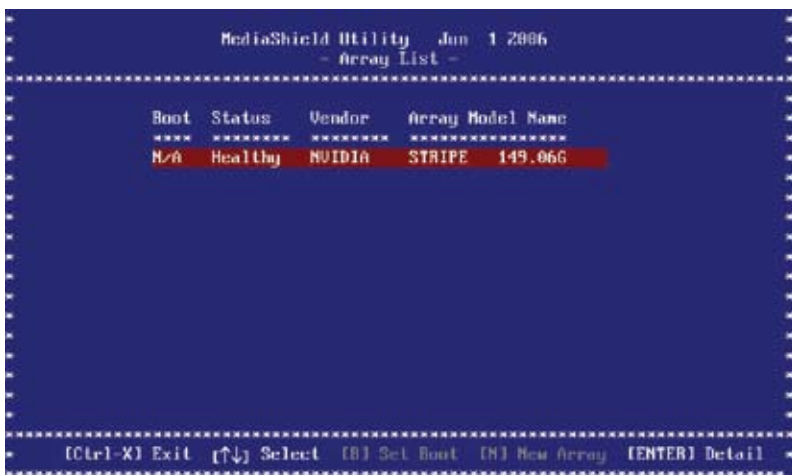 MediaShield Utility Jun 1 2006
- Array List -
Boot Status Vendor Array Model Name
N/A Healthy NVIDIA STRIPE 149.06G
[Ctrl-X] Exit [↑↓] Select [B] Set Boot [N] New Array [ENTER] Detail